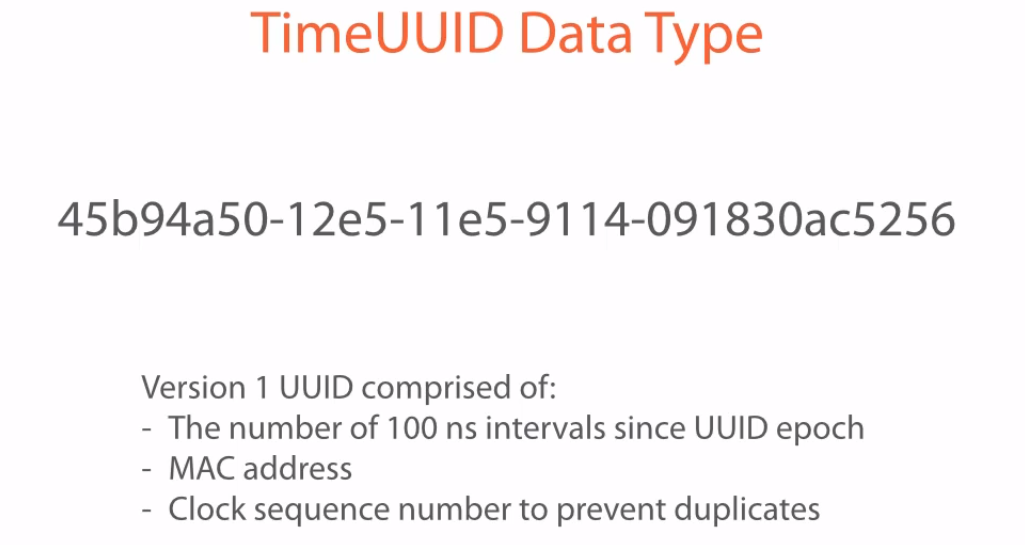 TimeUUID Data Type
45b94a50-12e5-11e5-9114-091830ac5256
Version 1 UUID comprised of:
- The number of 100 ns intervals since UUID epoch
- MAC address
- Clock sequence number to prevent duplicates